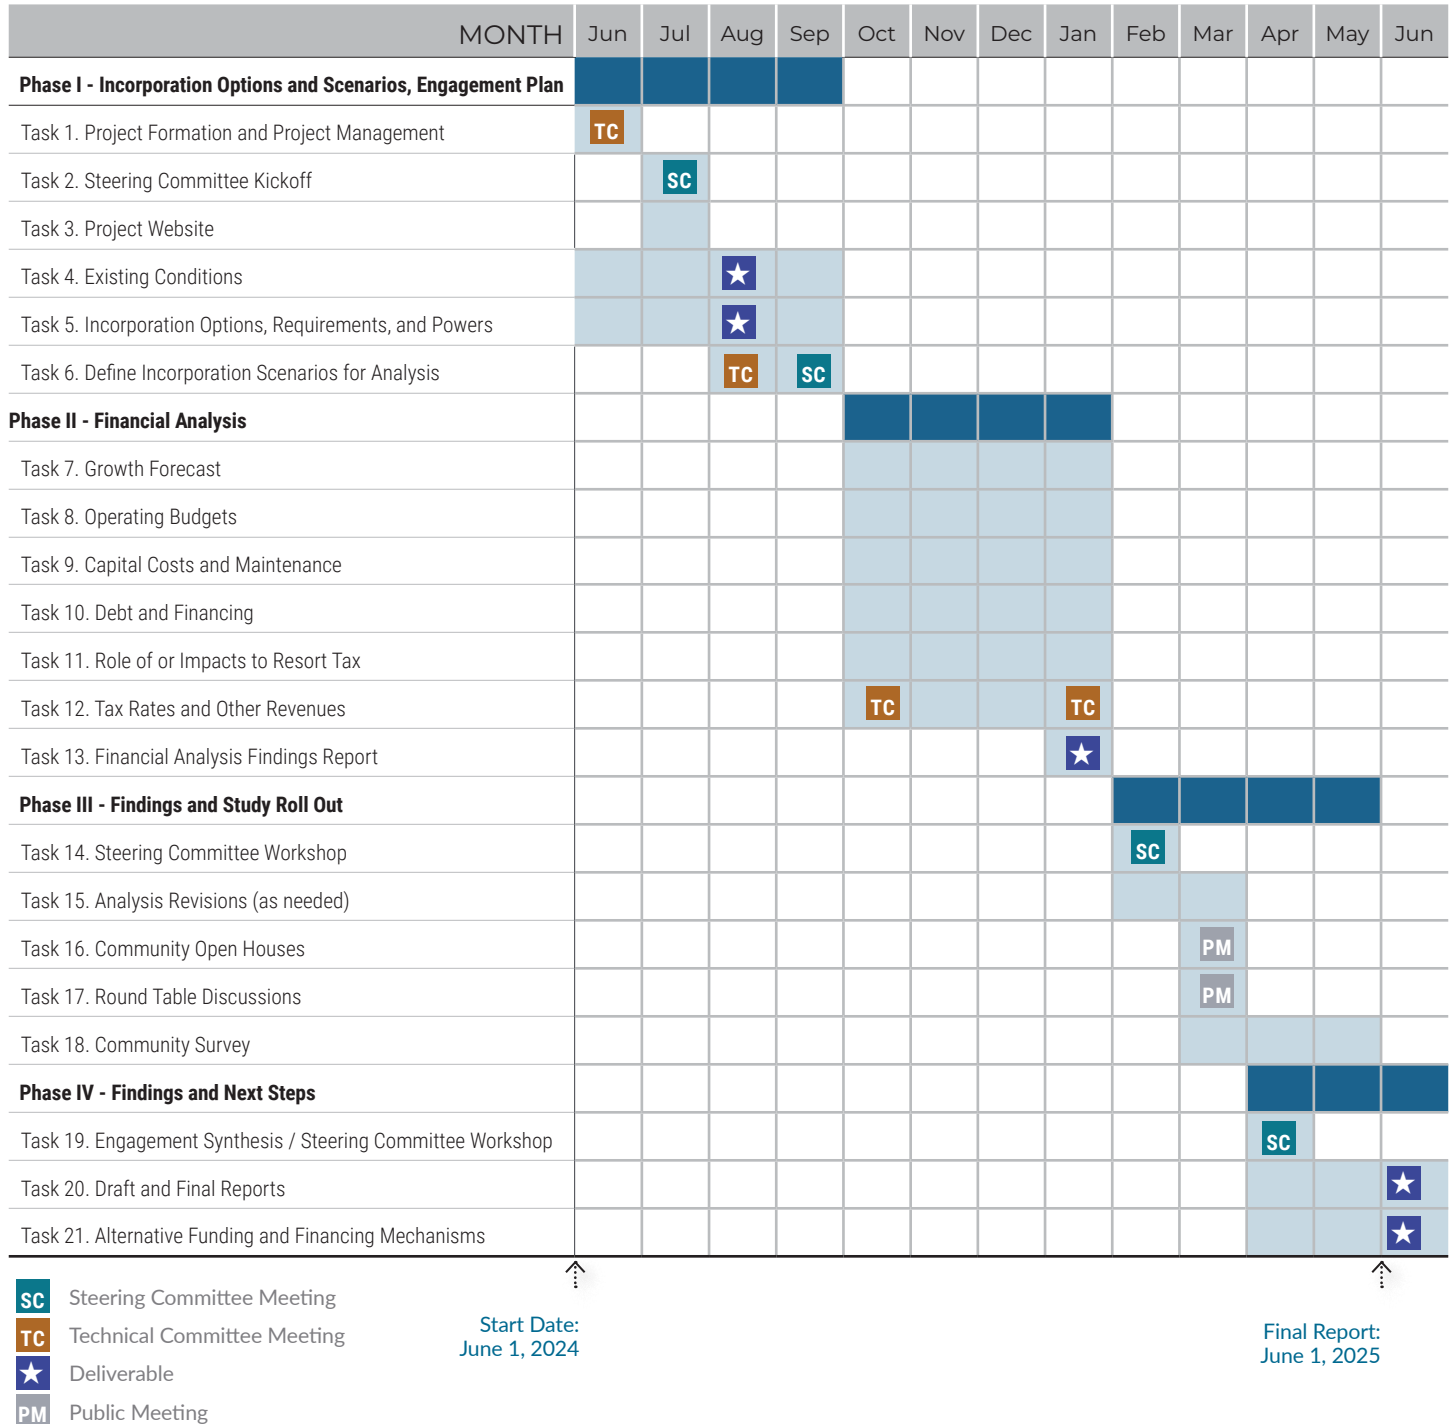 MONTH Jun Jul Aug Sep Oct Nov Dec Jan Feb Mar Apr May Jun
Phase I - Incorporation Options and Scenarios, Engagement Plan
Task 1. Project Formation and Project Management TC
Task 2. Steering Committee Kickoff SC
Task 3. Project Website
Task 4. Existing Conditions
Task 5. Incorporation Options, Requirements, and Powers
Task 6. Define Incorporation Scenarios for Analysis TC SC
Phase II - Financial Analysis
Task 7. Growth Forecast
Task 8. Operating Budgets
Task 9. Capital Costs and Maintenance
Task 10. Debt and Financing
Task 11. Role of or Impacts to Resort Tax
Task 12. Tax Rates and Other Revenues TC TC
Task 13. Financial Analysis Findings Report
Phase III - Findings and Study Roll Out
Task 14. Steering Committee Workshop SC
Task 15. Analysis Revisions (as needed)
Task 16. Community Open Houses PM
Task 17. Round Table Discussions PM
Task 18. Community Survey
Phase IV - Findings and Next Steps
Task 19. Engagement Synthesis / Steering Committee Workshop SC
Task 20. Draft and Final Reports
Task 21. Alternative Funding and Financing Mechanisms
SC Steering Committee Meeting
TC Technical Committee Meeting
Deliverable
PM Public Meeting
Start Date:
June 1, 2024
Final Report:
June 1, 2025